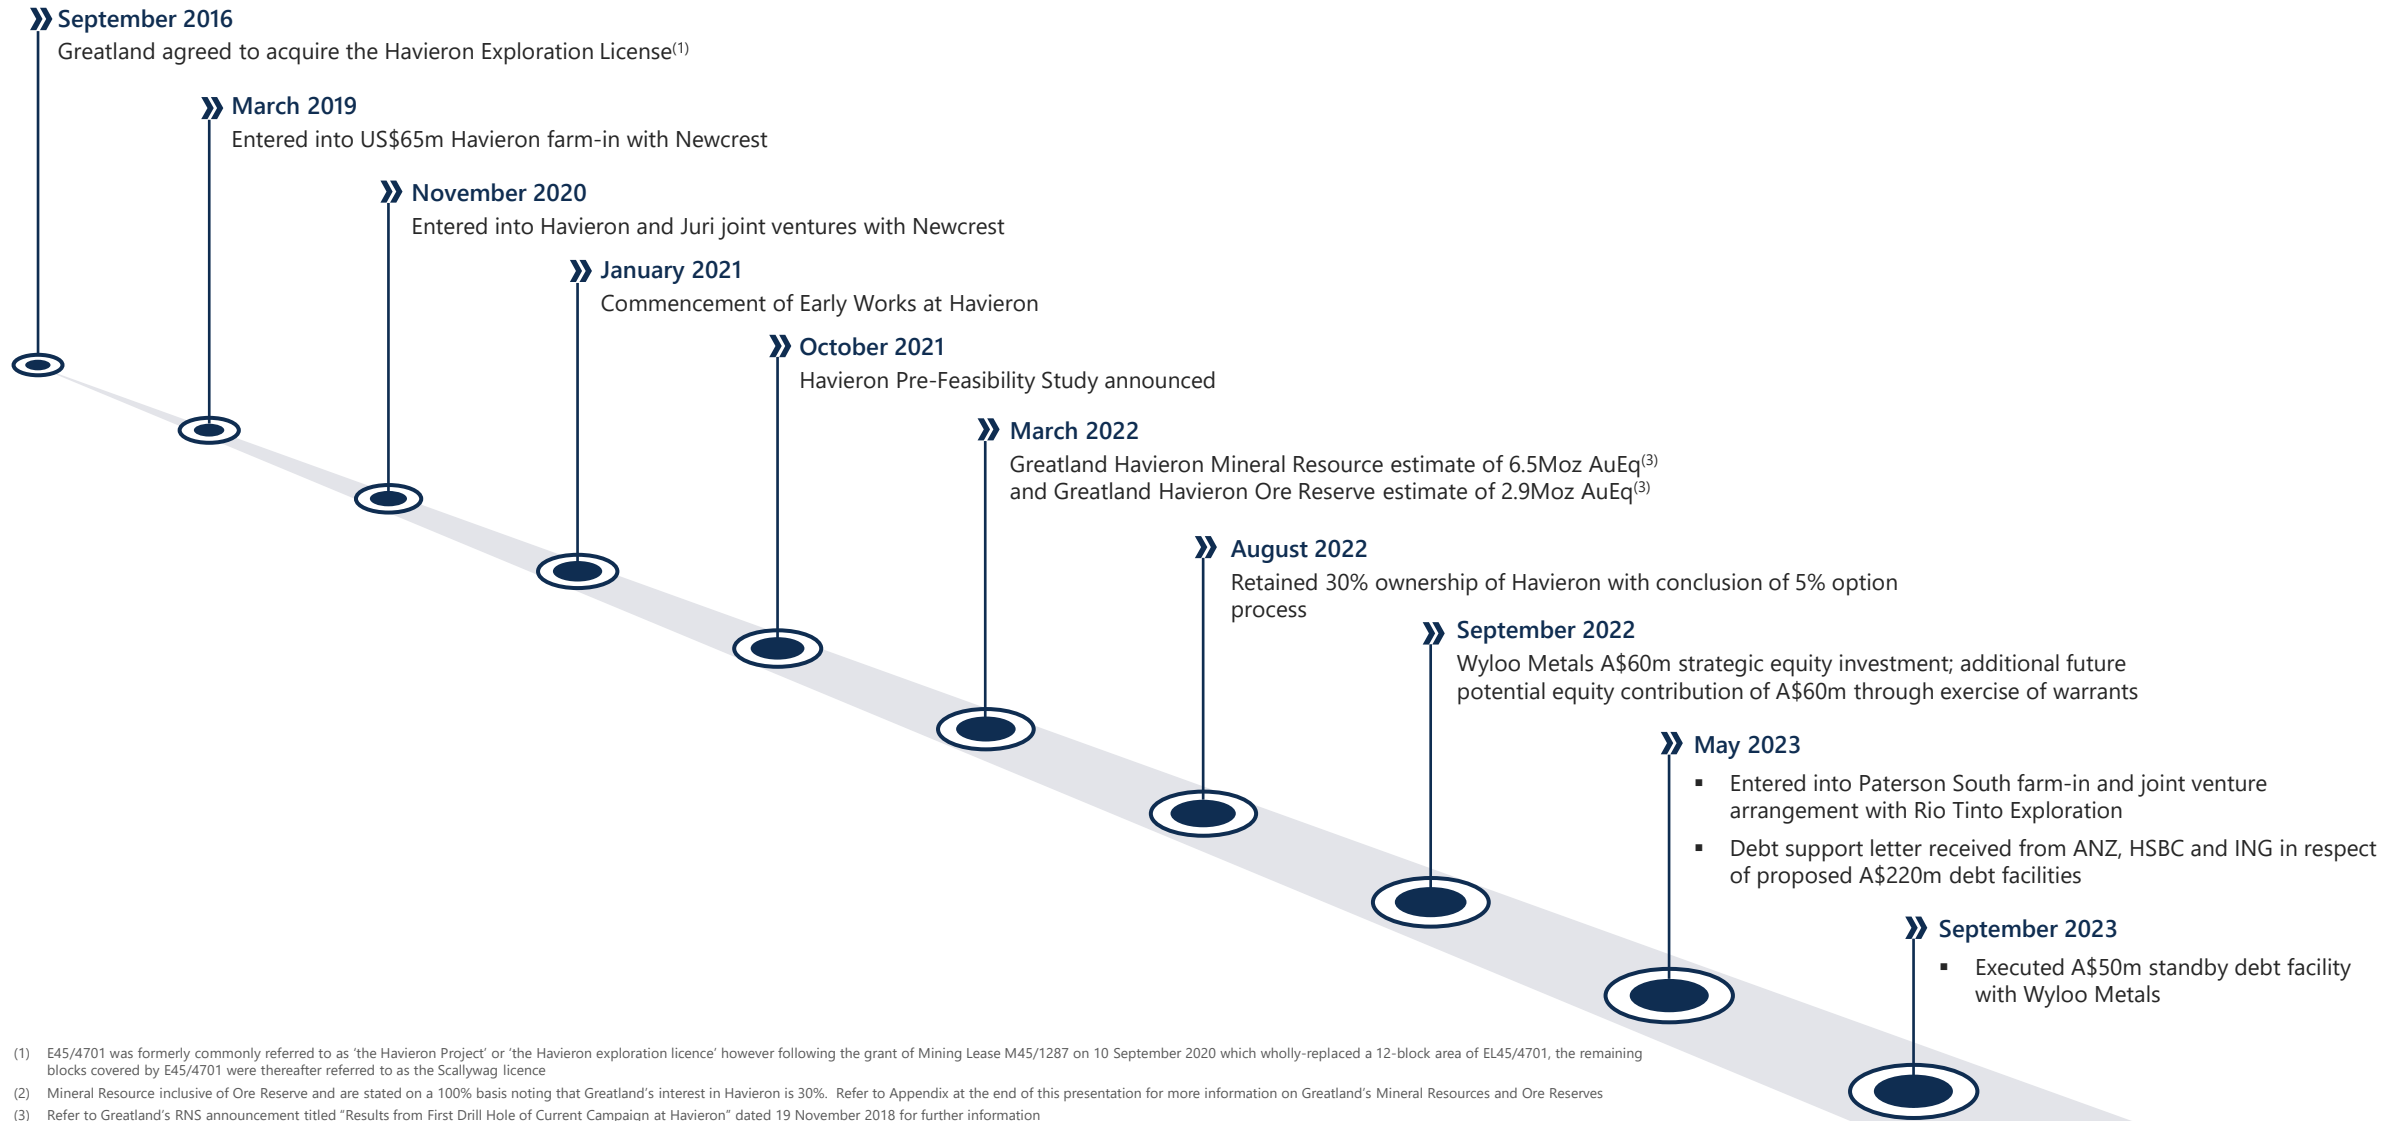 September 2016
Greatland agreed to acquire the Havieron Exploration License(1)
March 2019
Entered into US$65m Havieron farm-in with Newcrest
November 2020
Entered into Havieron and Juri joint ventures with Newcrest
January 2021
Commencement of Early Works at Havieron
October 2021
Havieron Pre-Feasibility Study announced
March 2022
Greatland Havieron Mineral Resource estimate of 6.5Moz AuEq(3)
and Greatland Havieron Ore Reserve estimate of 2.9Moz AuEq(3)
August 2022
Retained 30% ownership of Havieron with conclusion of 5% option
process
September 2022
Wyloo Metals A$60m strategic equity investment; additional future
potential equity contribution of A$60m through exercise of warrants
May 2023
▪ Entered into Paterson South farm-in and joint venture
arrangement with Rio Tinto Exploration
▪ Debt support letter received from ANZ, HSBC and ING in respect
of proposed A$220m debt facilities
September 2023
▪ Executed A$50m standby debt facility
with Wyloo Metals
(1) E45/4701 was formerly commonly referred to as ‘the Havieron Project’ or ‘the Havieron exploration licence’ however following the grant of Mining Lease M45/1287 on 10 September 2020 which wholly-replaced a 12-block area of EL45/4701, the remaining
blocks covered by E45/4701 were thereafter referred to as the Scallywag licence
(2) Mineral Resource inclusive of Ore Reserve and are stated on a 100% basis noting that Greatland’s interest in Havieron is 30%. Refer to Appendix at the end of this presentation for more information on Greatland’s Mineral Resources and Ore Reserves
(3) Refer to Greatland’s RNS announcement titled “Results from First Drill Hole of Current Campaign at Havieron” dated 19 November 2018 for further information